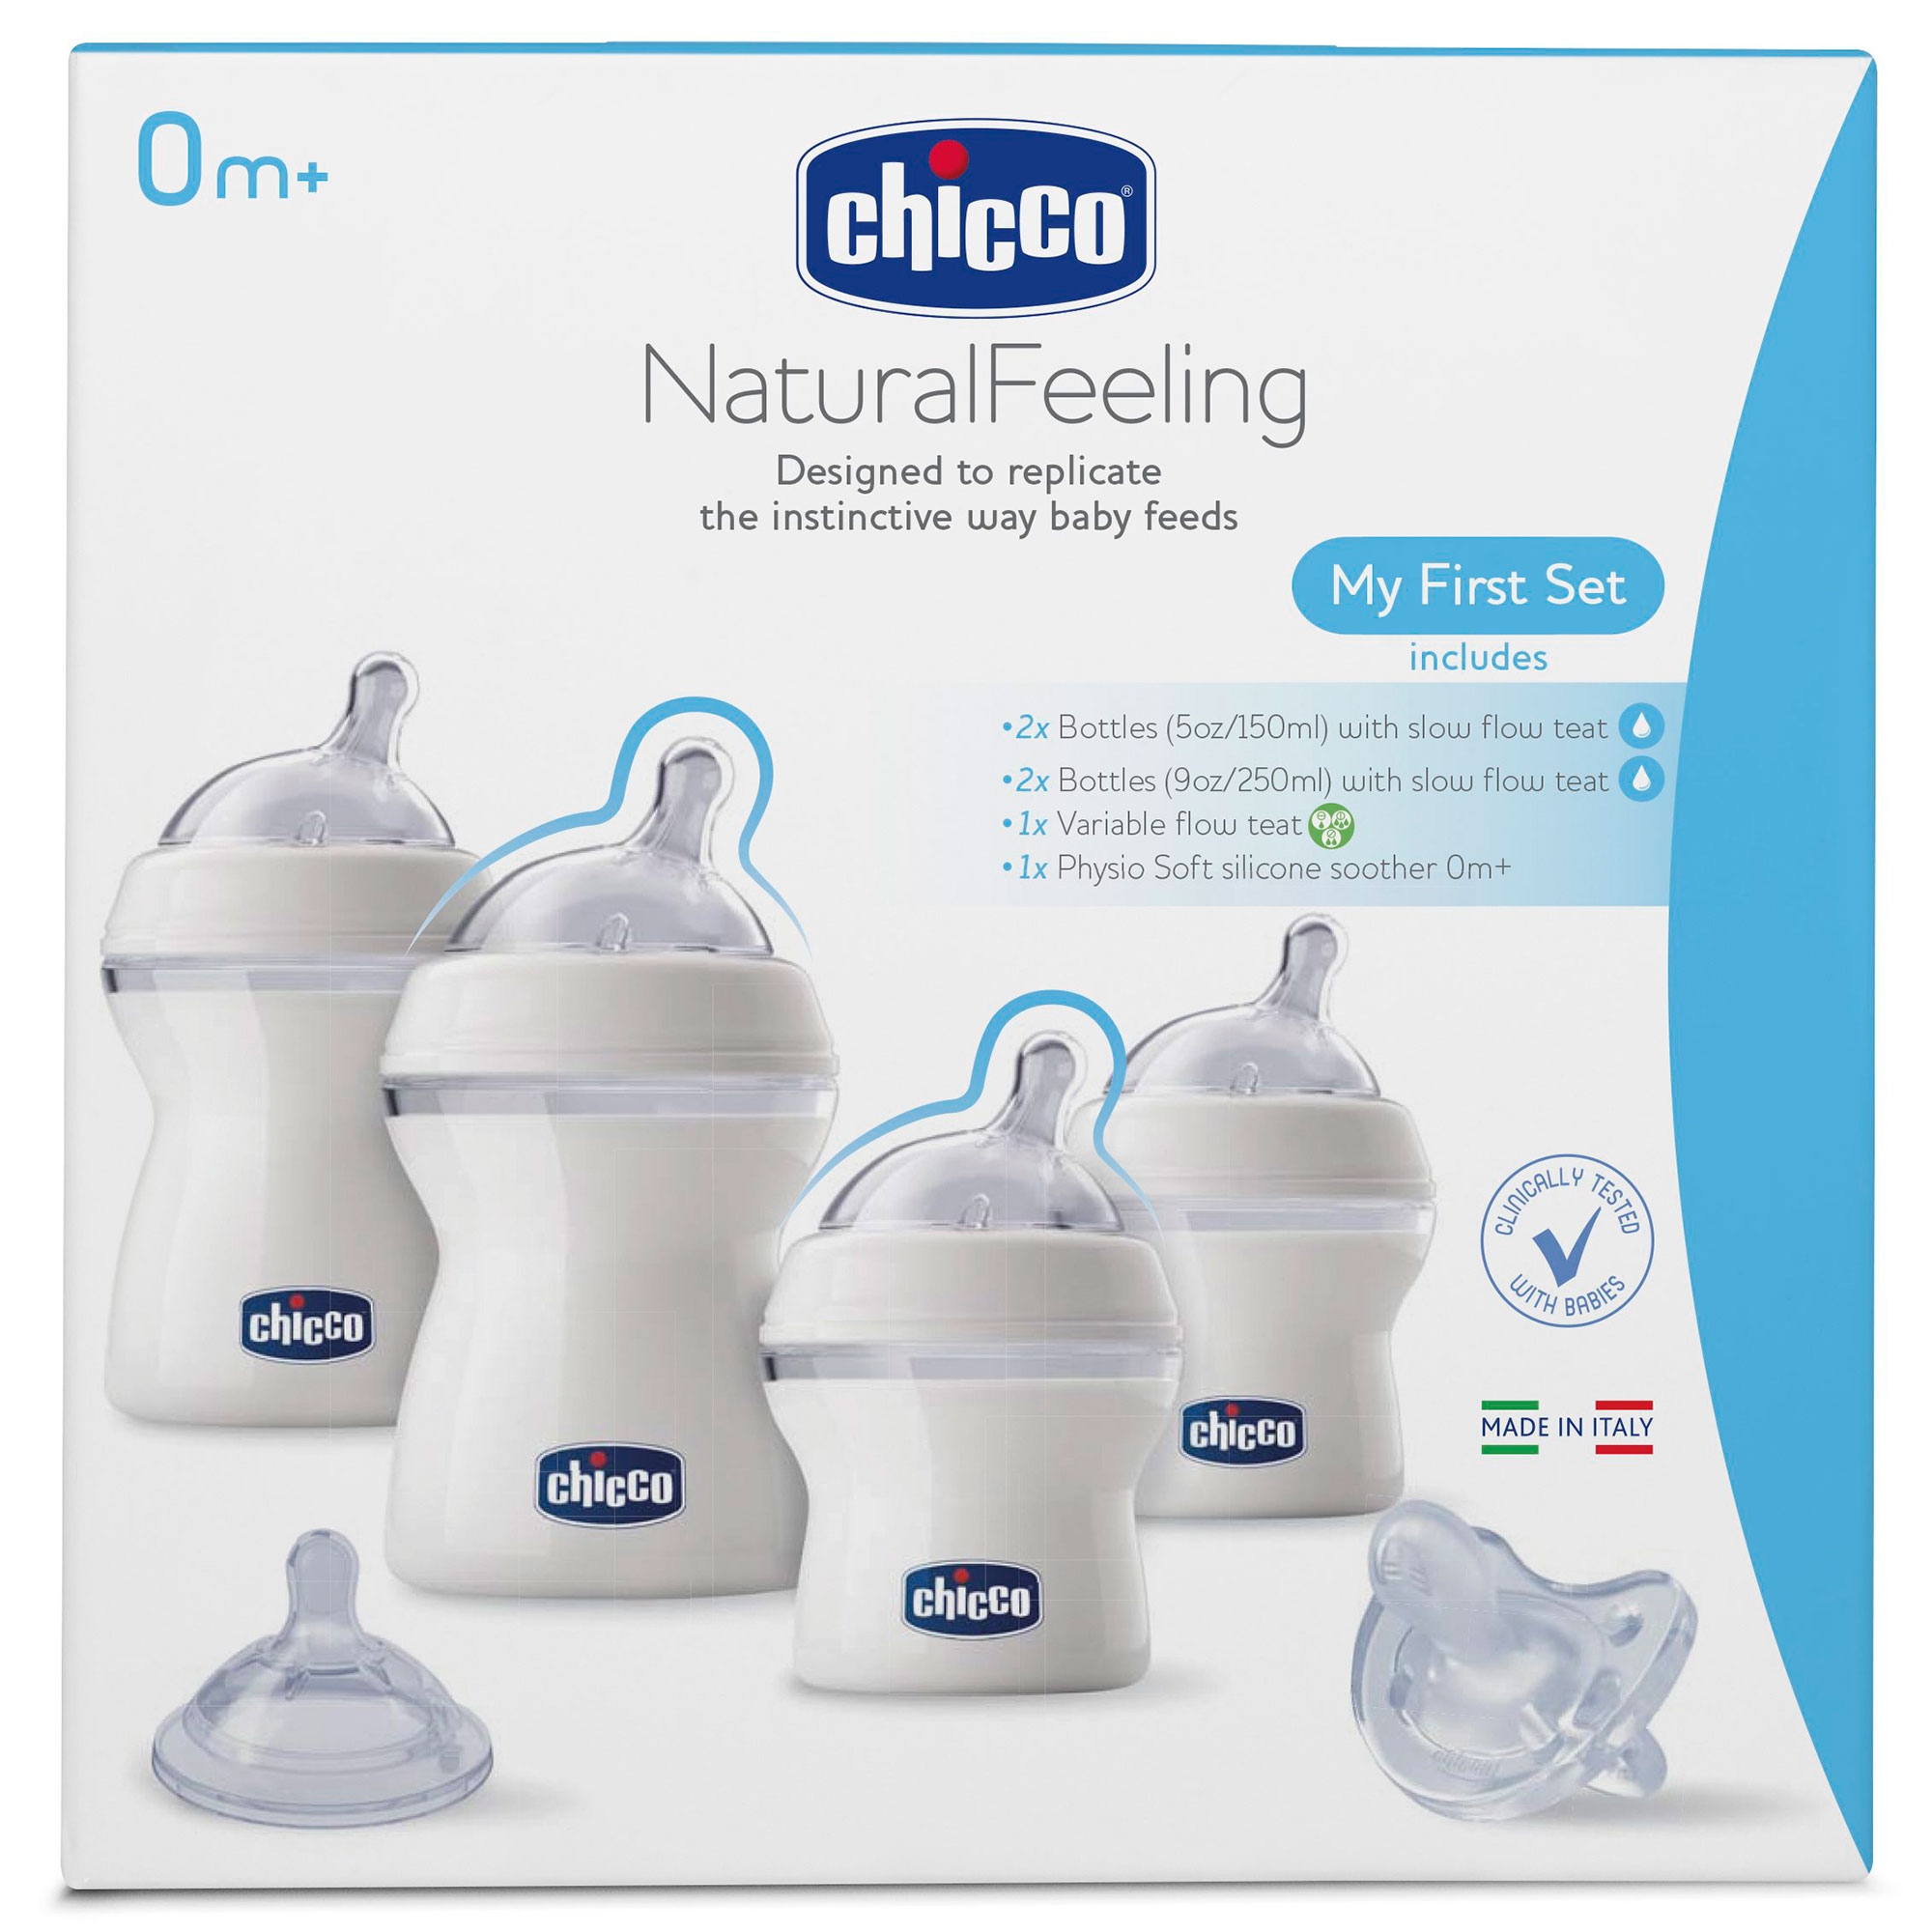 0m+
chicco®
NaturalFeeling
Designed to replicate
the instinctive way baby feeds
My First Set
includes
•2x Bottles (5oz/150ml) with slow flow teat
•2x Bottles (9oz/250ml) with slow flow teat
•1x Variable flow teat
•1x Physio Soft silicone soother 0m+
CLINICALLY TESTED
WITH BABIES
chicco
MADE IN ITALY
chicco
chicco
chicco